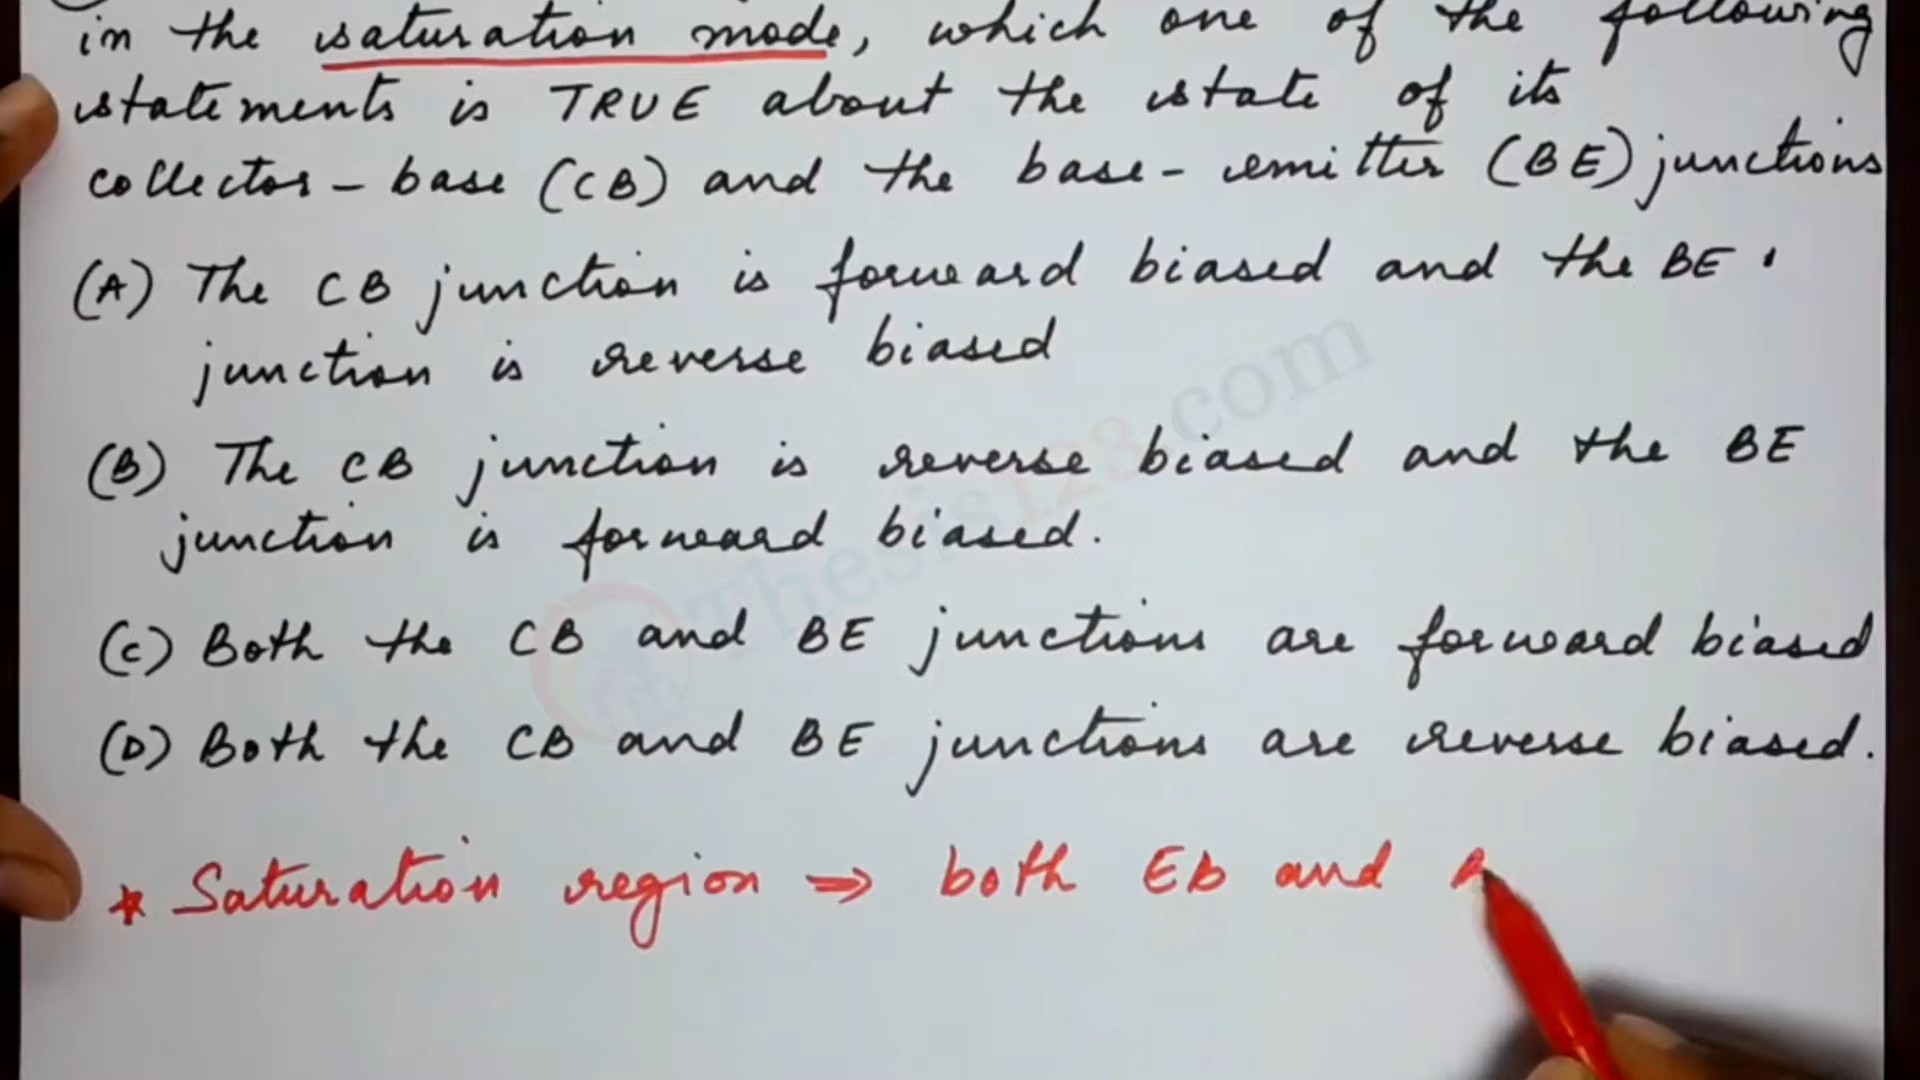 in the saturation mode, which one of the following
statements is TRUE about the state of its
collector-base (CB) and the base-emitter (BE) junctions
(A) The CB junction is forward biased and the BE
junction is reverse biased
(B) The CB junction is reverse biased and the BE
junction is forward biased.
(C) Both the CB and BE junctions are forward biased
(D) Both the CB and BE junctions are reverse biased.
* Saturation region ⇒ both EB and
Thesis123.com